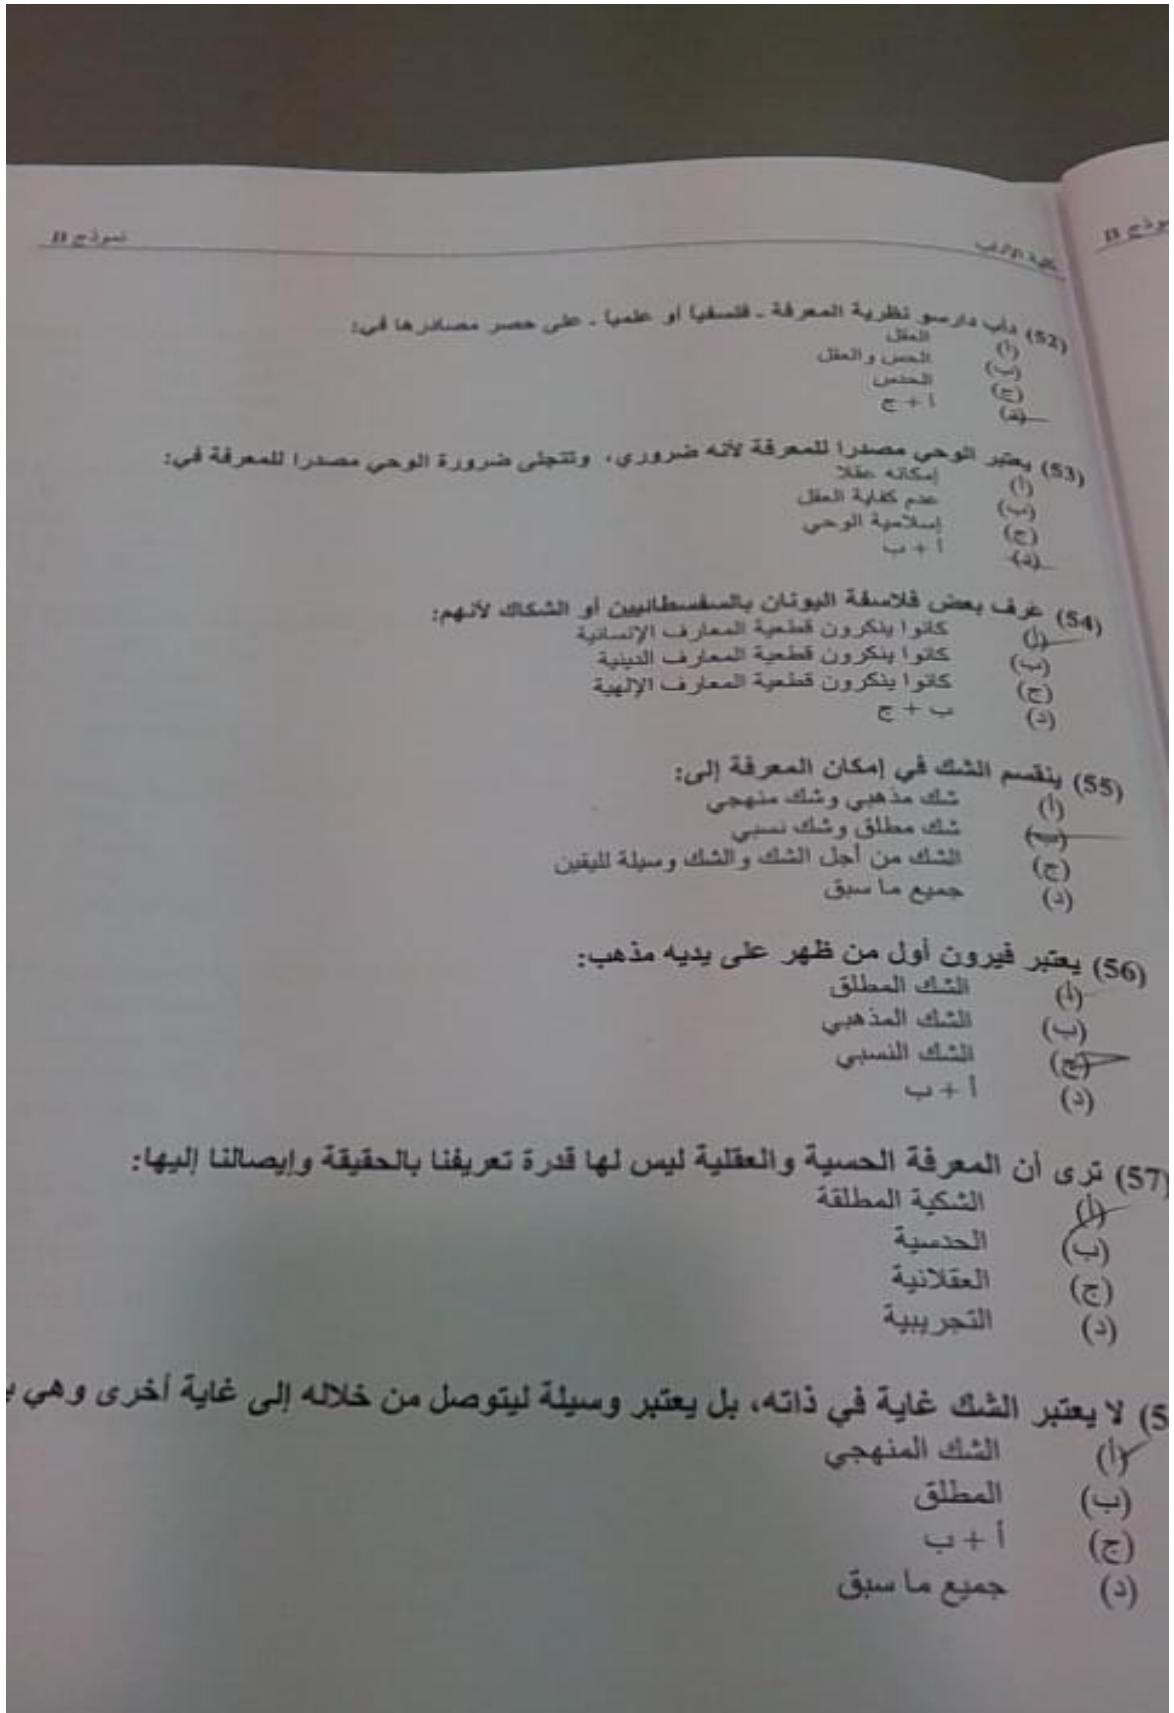 نموذج B
كلية الآداب
نموذج B
(52) دأب دارسو نظرية المعرفة - فلسفيا أو علميا - على حصر مصادرها في:
(أ) العقل
(ب) الحس والعقل
(ج) الحدس
(د) أ + ج
(53) يعتبر الوحي مصدرا للمعرفة لأنه ضروري، وتتجلى ضرورة الوحي مصدرا للمعرفة في:
(أ) إمكانه عقلا
(ب) عدم كفاية العقل
(ج) إسلامية الوحي
(د) أ + ب
(54) عرف بعض فلاسفة اليونان بالسفسطائيين أو الشكاك لأنهم:
(أ) كانوا ينكرون قطعية المعارف الإنسانية
(ب) كانوا ينكرون قطعية المعارف الدينية
(ج) كانوا ينكرون قطعية المعارف الإلهية
(د) ب + ج
(55) ينقسم الشك في إمكان المعرفة إلى:
(أ) شك مذهبي وشك منهجي
(ب) شك مطلق وشك نسبي
(ج) الشك من أجل الشك والشك وسيلة لليقين
(د) جميع ما سبق
(56) يعتبر فيرون أول من ظهر على يديه مذهب:
(أ) الشك المطلق
(ب) الشك المذهبي
(ج) الشك النسبي
(د) أ + ب
(57) ترى أن المعرفة الحسية والعقلية ليس لها قدرة تعريفنا بالحقيقة وإيصالنا إليها:
(أ) الشكية المطلقة
(ب) الحدسية
(ج) العقلانية
(د) التجريبية
5) لا يعتبر الشك غاية في ذاته، بل يعتبر وسيلة ليتوصل من خلاله إلى غاية أخرى وهي
(أ) الشك المنهجي
(ب) المطلق
(ج) أ + ب
(د) جميع ما سبق